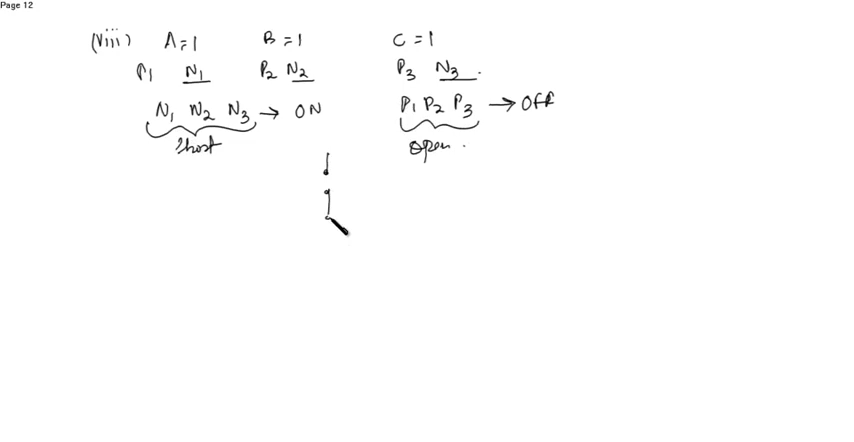 Page 12
(viii) A=1 B=1 C=1
P1 N1 P2 N2 P3 N3.
N1 N2 N3 → ON P1 P2 P3 → OFF
Short Open.